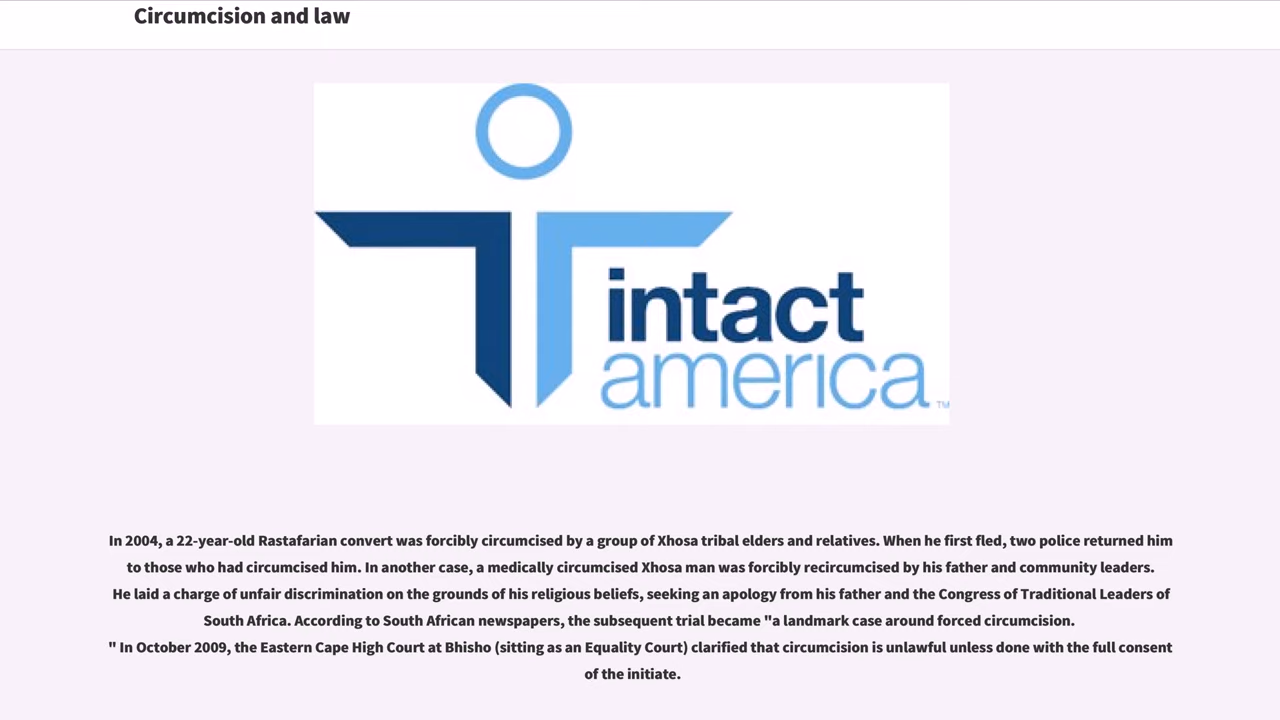 Circumcision and law
intact
america
TM
In 2004, a 22-year-old Rastafarian convert was forcibly circumcised by a group of Xhosa tribal elders and relatives. When he first fled, two police returned him
to those who had circumcised him. In another case, a medically circumcised Xhosa man was forcibly recircumcised by his father and community leaders.
He laid a charge of unfair discrimination on the grounds of his religious beliefs, seeking an apology from his father and the Congress of Traditional Leaders of
South Africa. According to South African newspapers, the subsequent trial became "a landmark case around forced circumcision.
" In October 2009, the Eastern Cape High Court at Bhisho (sitting as an Equality Court) clarified that circumcision is unlawful unless done with the full consent
of the initiate.